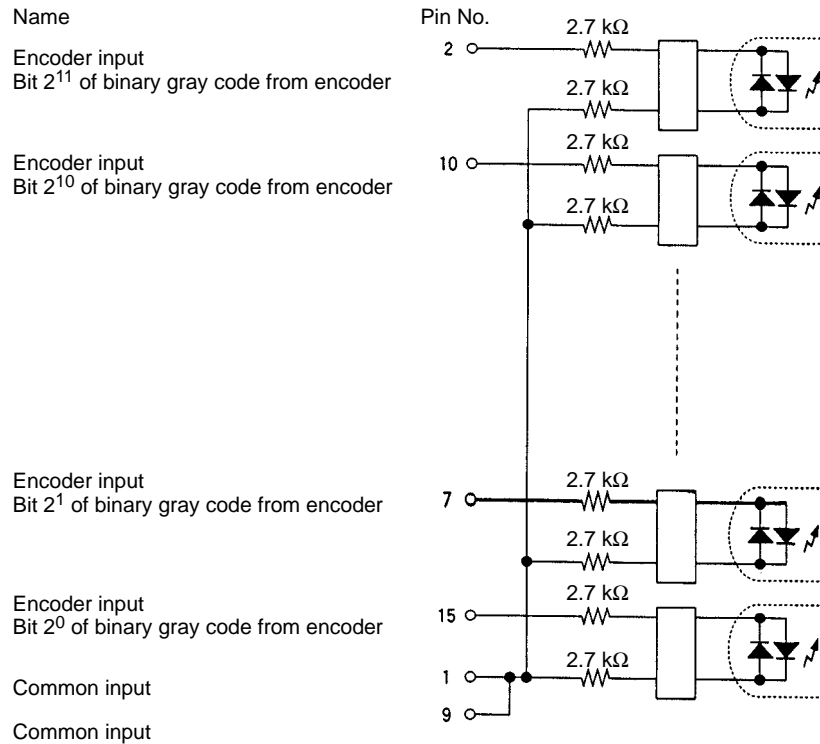 Name Pin No.
2.7 kΩ
2
Encoder input
Bit 2¹¹ of binary gray code from encoder
2.7 kΩ
2.7 kΩ
Encoder input
10
Bit 2¹⁰ of binary gray code from encoder
2.7 kΩ
Encoder input
2.7 kΩ
Bit 2¹ of binary gray code from encoder
7
2.7 kΩ
Encoder input
2.7 kΩ
Bit 2⁰ of binary gray code from encoder
15
2.7 kΩ
Common input
1
Common input
9